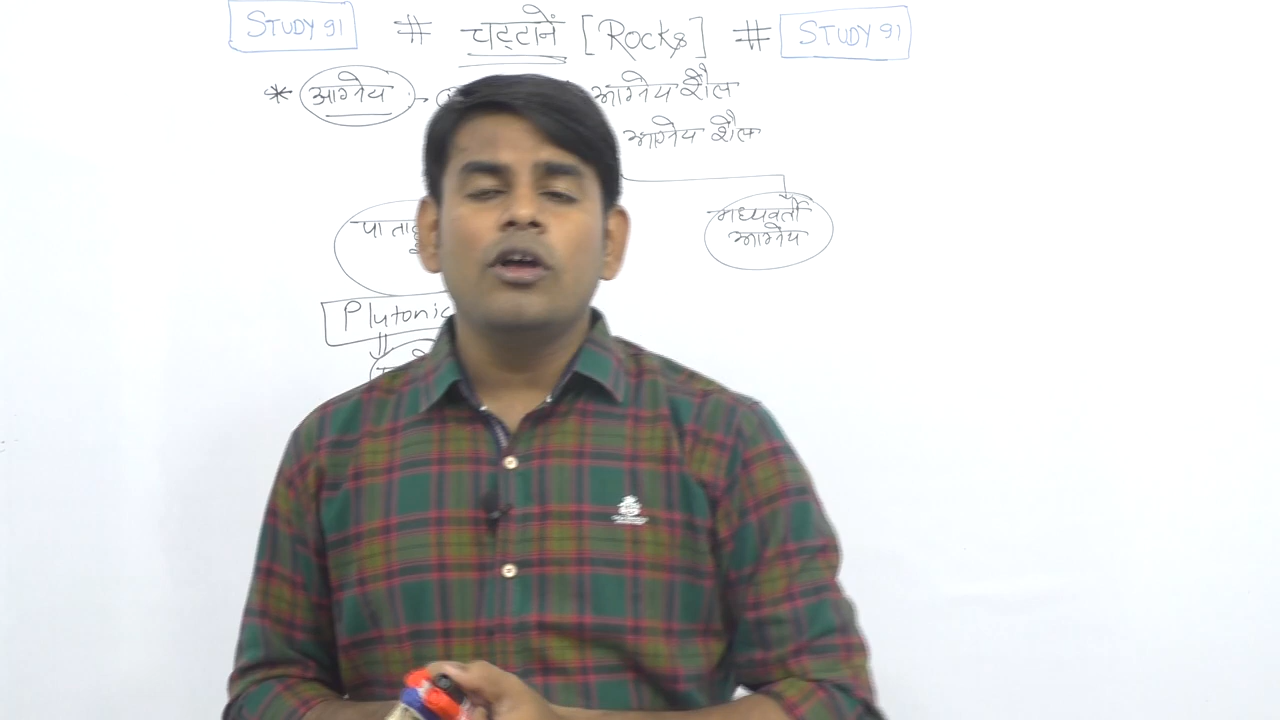 STUDY 91 # चट्टानें [Rocks] # STUDY 91
* आग्नेय - आग्नेय शैल
आग्नेय शैल
पाता मध्यवर्ती
आग्नेय
Plutonic